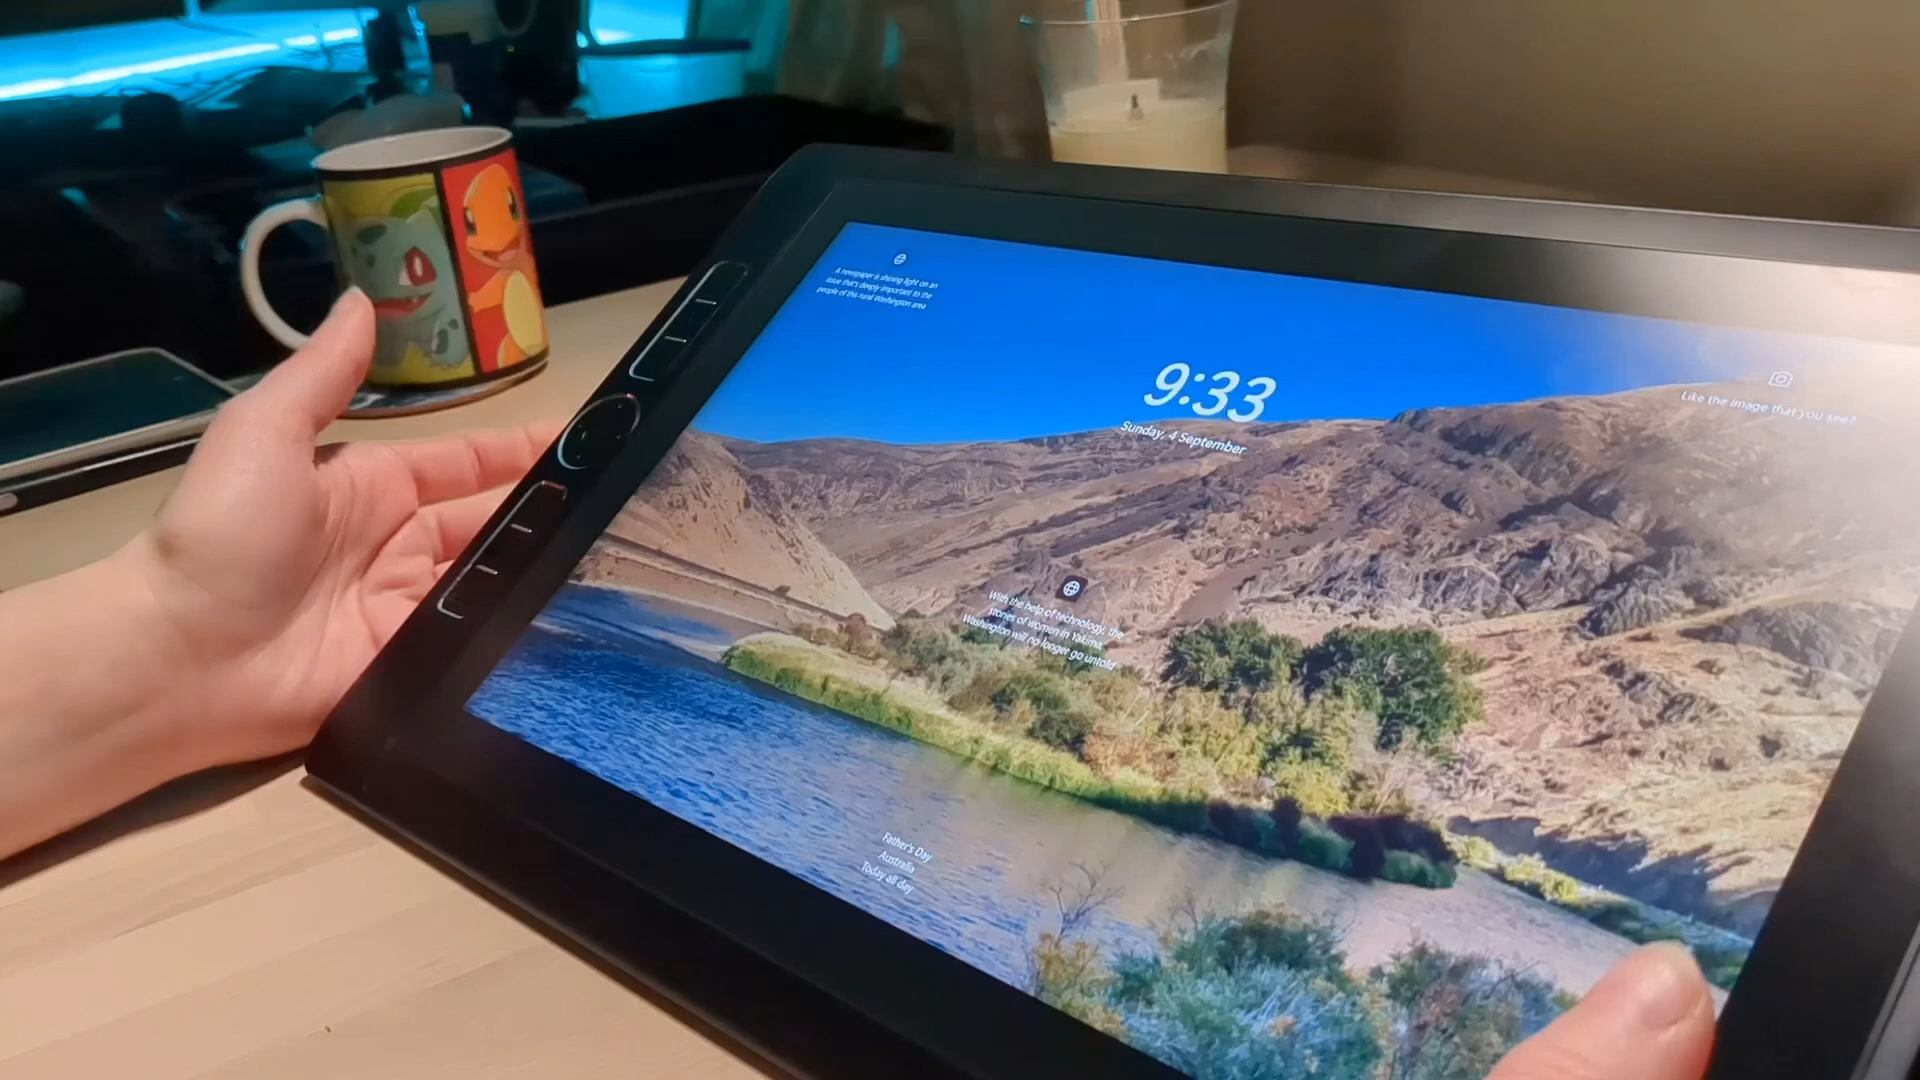 A newspaper is shining light on an
issue that's deeply important to the
people of this rural Washington area
9:33
Sunday, 4 September
Like the image that you see?
With the help of technology, the
stories of women in Yakima,
Washington will no longer go untold
Father's Day
Australia
Today all day